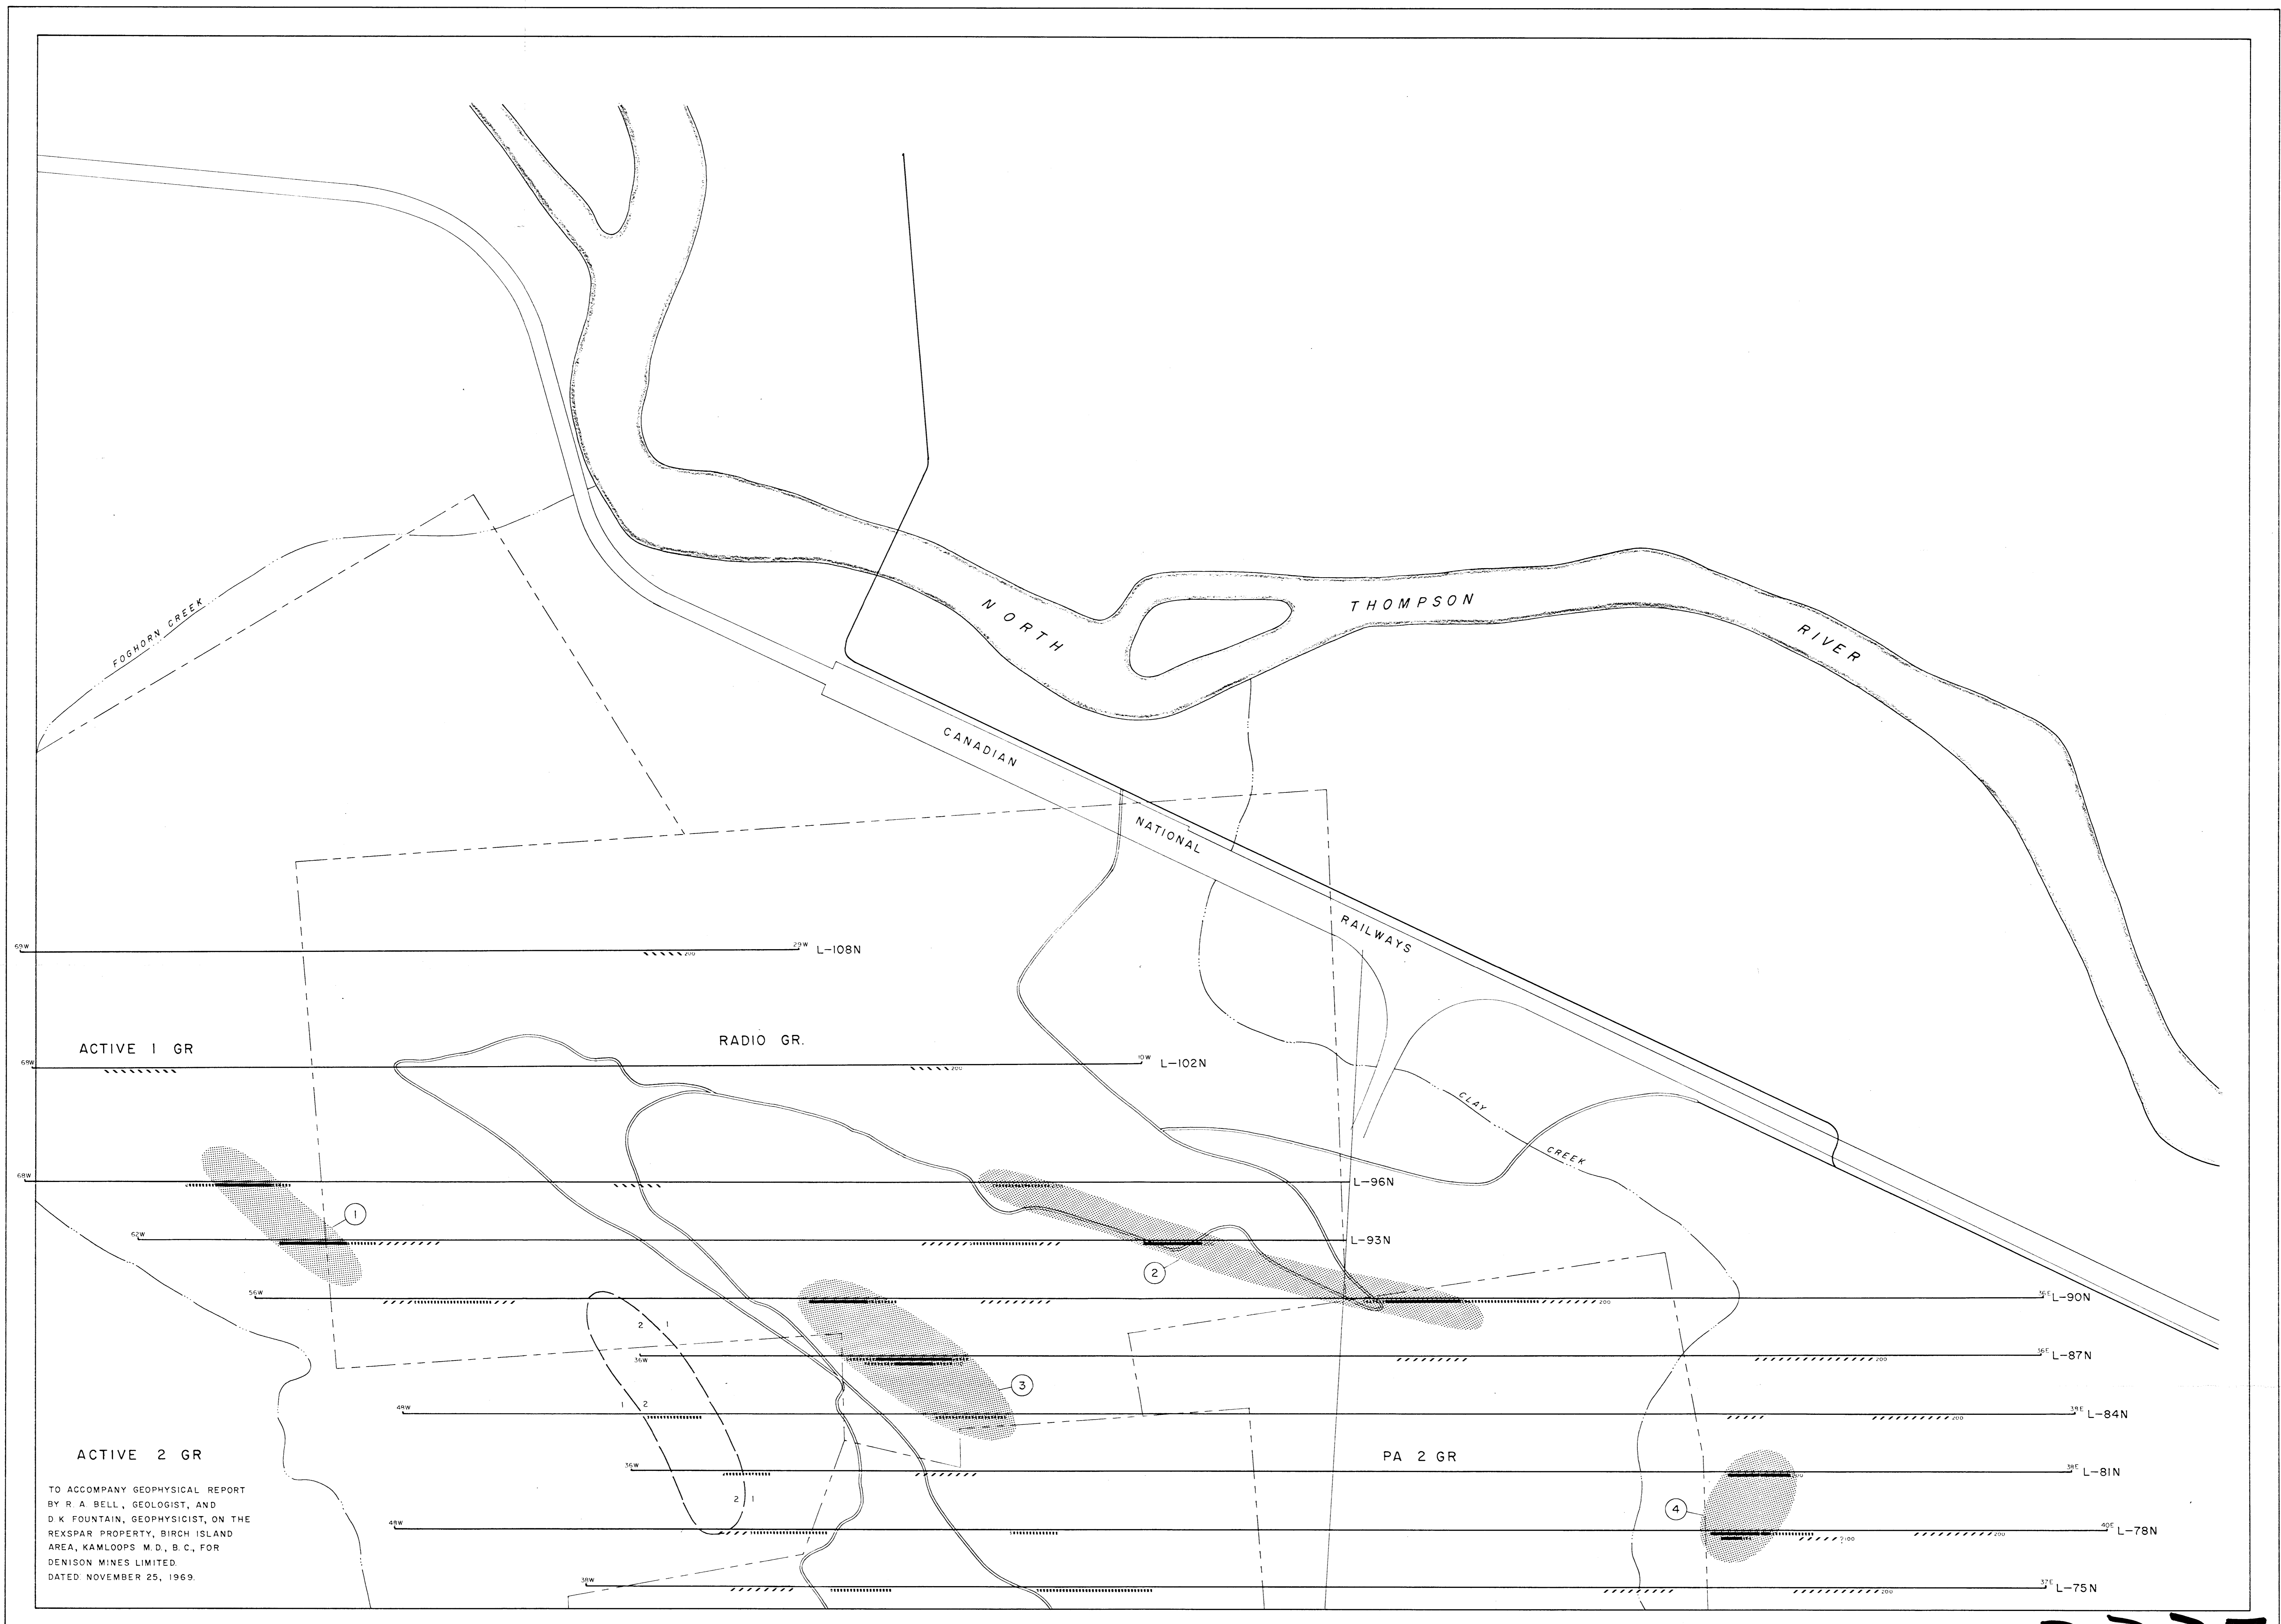 FOGHORN CREEK
NORTH
THOMPSON
RIVER
CANADIAN
NATIONAL
RAILWAYS
69W
29W L-108N
200
ACTIVE 1 GR
RADIO GR.
69W
10W L-102N
200
CLAY
CREEK
68W
L-96N
1
62W
L-93N
2
56W
36E L-90N
200
2 1
36W
36E L-87N
200
3
1 2
48W
39E L-84N
200
ACTIVE 2 GR
PA 2 GR
36W
38E L-81N
2 1
4
48W
40E L-78N
?100
200
38W
37E L-75N
200
TO ACCOMPANY GEOPHYSICAL REPORT
BY R. A. BELL, GEOLOGIST, AND
D. K. FOUNTAIN, GEOPHYSICIST, ON THE
REXSPAR PROPERTY, BIRCH ISLAND
AREA, KAMLOOPS M.D., B.C., FOR
DENISON MINES LIMITED.
DATED: NOVEMBER 25, 1969.